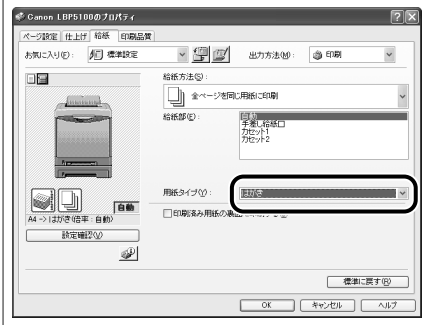 Canon LBP5100のプロパティ
ページ設定 仕上げ 給紙 印刷品質
お気に入り(F): 標準設定 出力方法(M): 印刷
給紙方法(S):
全ページを同じ用紙に印刷
給紙部(E):
自動
手差し給紙口
カセット1
カセット2
用紙タイプ(Y): はがき
自動
A4 -> はがき(倍率:自動)
印刷済み用紙の裏
設定確認(V)
標準に戻す(R)
OK キャンセル ヘルプ